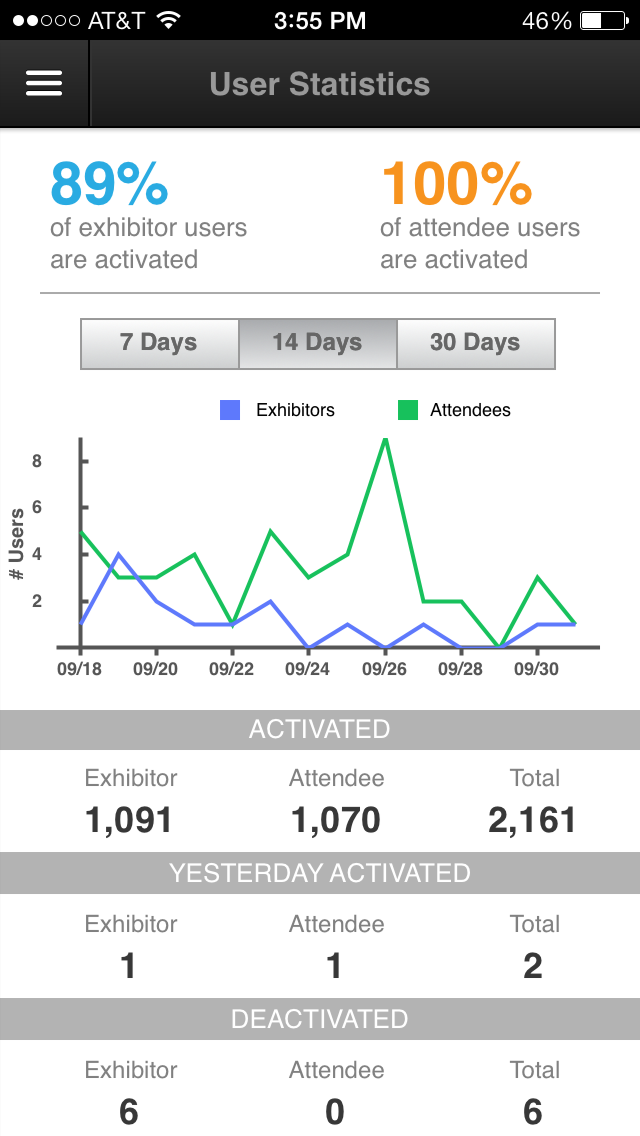 AT&T 3:55 PM 46%
User Statistics
89% 100%
of exhibitor users of attendee users
are activated are activated
7 Days 14 Days 30 Days
Exhibitors Attendees
# Users
8
6
4
2
09/18 09/20 09/22 09/24 09/26 09/28 09/30
ACTIVATED
Exhibitor Attendee Total
1,091 1,070 2,161
YESTERDAY ACTIVATED
Exhibitor Attendee Total
1 1 2
DEACTIVATED
Exhibitor Attendee Total
6 0 6